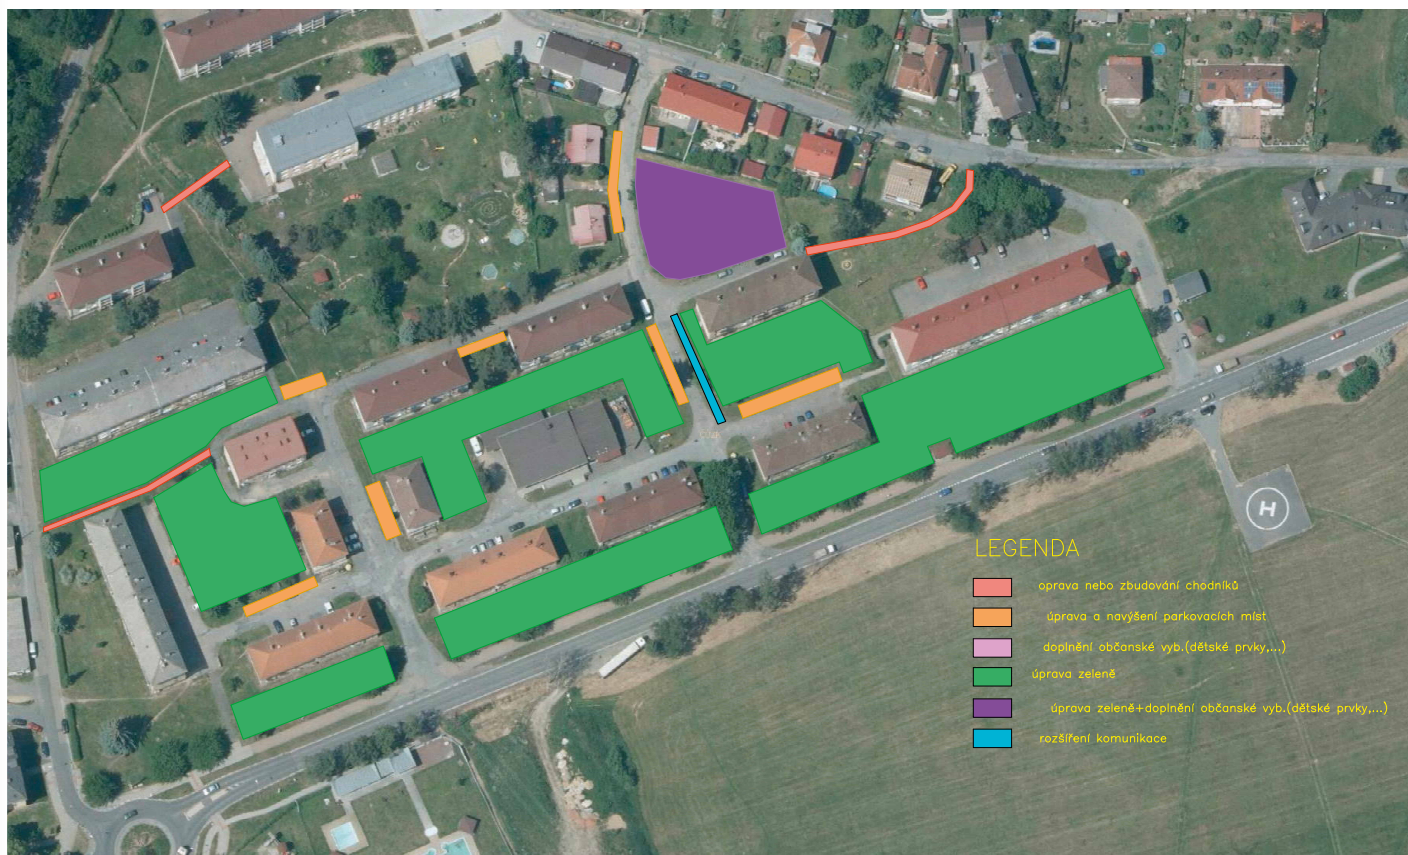 LEGENDA
oprava nebo zbudování chodníků
úprava a navýšení parkovacích míst
doplnění občanské vyb.(dětské prvky,...)
úprava zeleně
úprava zeleně+doplnění občanské vyb.(dětské prvky,...)
rozšíření komunikace
H